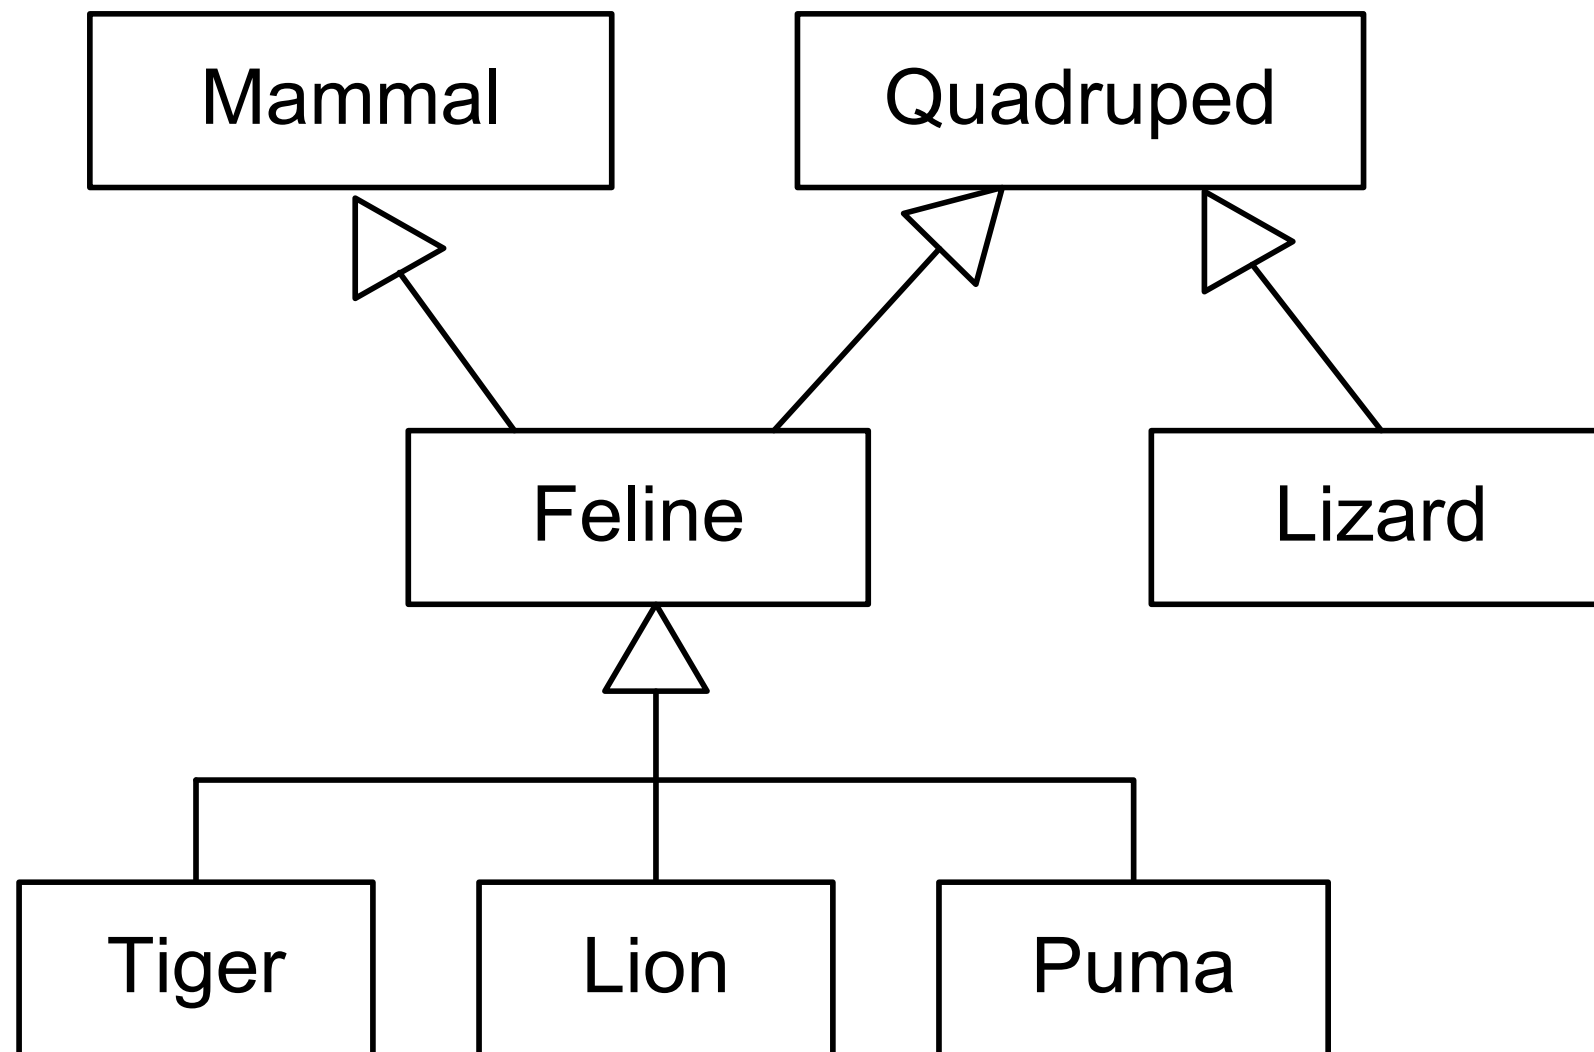 Mammal
Quadruped
Feline
Lizard
Tiger
Lion
Puma